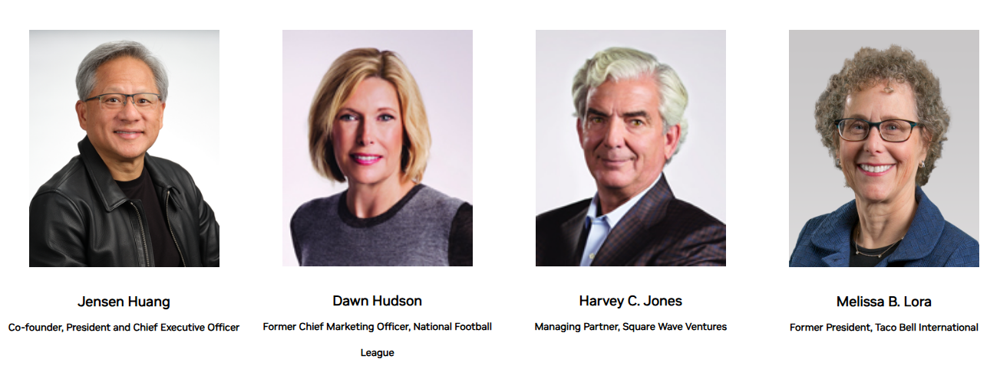 Jensen Huang
Co-founder, President and Chief Executive Officer
Dawn Hudson
Former Chief Marketing Officer, National Football
League
Harvey C. Jones
Managing Partner, Square Wave Ventures
Melissa B. Lora
Former President, Taco Bell International